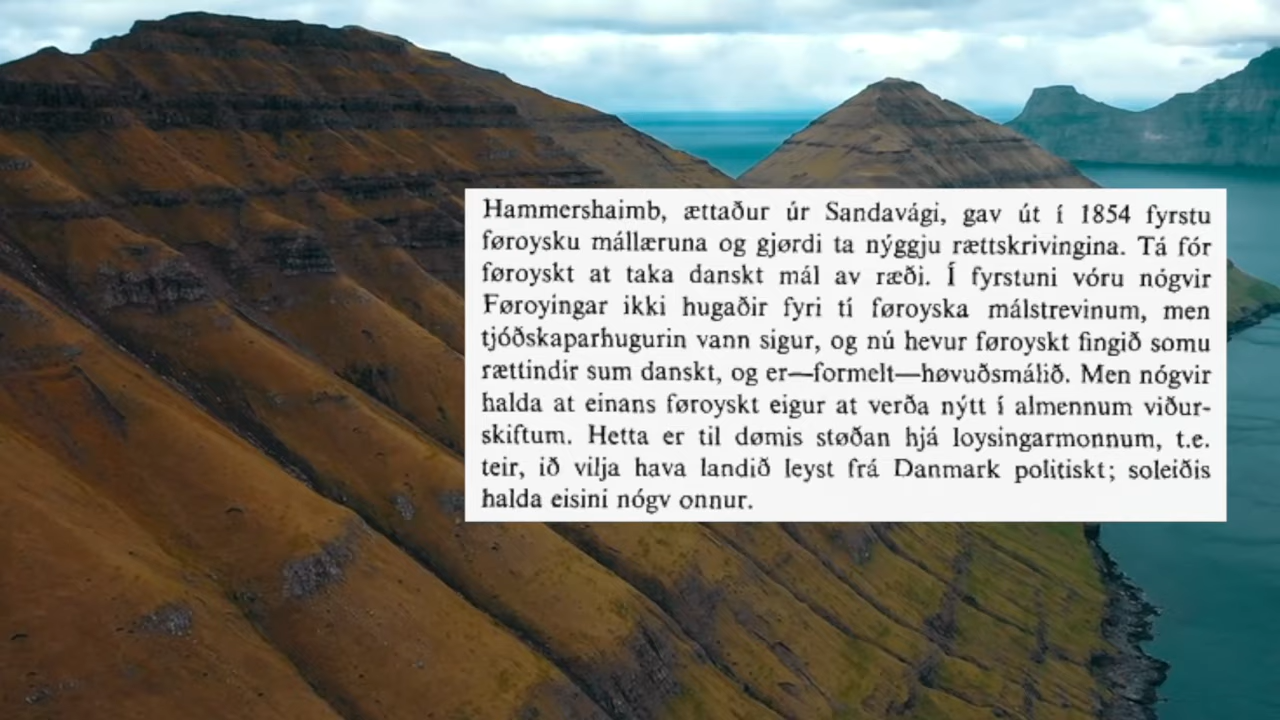 Hammershaimb, ættaður úr Sandavági, gav út í 1854 fyrstu
føroysku mállæruna og gjørdi ta nýggju rættskrivingina. Tá fór
føroyskt at taka danskt mál av ræði. Í fyrstuni vóru nógvir
Føroyingar ikki hugaðir fyri tí føroyska málstrevinum, men
tjóðskaparhugurin vann sigur, og nú hevur føroyskt fingið somu
rættindir sum danskt, og er—formelt—høvuðsmálið. Men nógvir
halda at einans føroyskt eigur at verða nýtt í almennum viður-
skiftum. Hetta er til dømis støðan hjá loysingarmonnum, t.e.
teir, ið vilja hava landið leyst frá Danmark politiskt; soleiðis
halda eisini nógv onnur.